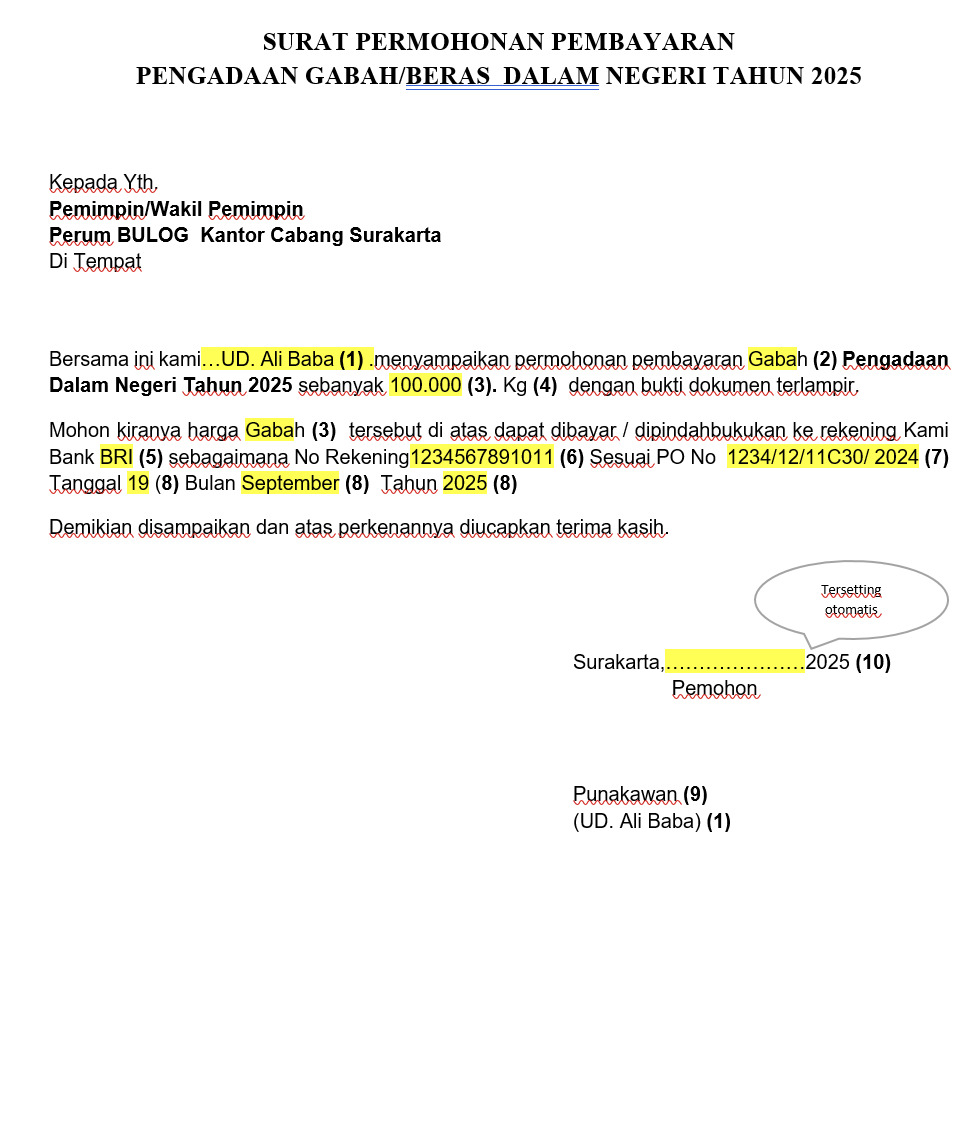 SURAT PERMOHONAN PEMBAYARAN
PENGADAAN GABAH/BERAS  DALAM NEGERI TAHUN 2025
Kepada Yth.
Pemimpin/Wakil Pemimpin
Perum BULOG  Kantor Cabang Surakarta
Di Tempat
Bersama ini kami…UD. Ali Baba (1) .menyampaikan permohonan pembayaran Gabah (2) Pengadaan
Dalam Negeri Tahun 2025 sebanyak 100.000 (3). Kg (4)  dengan bukti dokumen terlampir.
Mohon kiranya harga Gabah (3)  tersebut di atas dapat dibayar / dipindahbukukan ke rekening Kami
Bank BRI (5) sebagaimana No Rekening1234567891011 (6) Sesuai PO No  1234/12/11C30/ 2024 (7)
Tanggal 19 (8) Bulan September (8)  Tahun 2025 (8)
Demikian disampaikan dan atas perkenannya diucapkan terima kasih.
Tersetting
otomatis
Surakarta,…………………2025 (10)
Pemohon
Punakawan (9)
(UD. Ali Baba) (1)